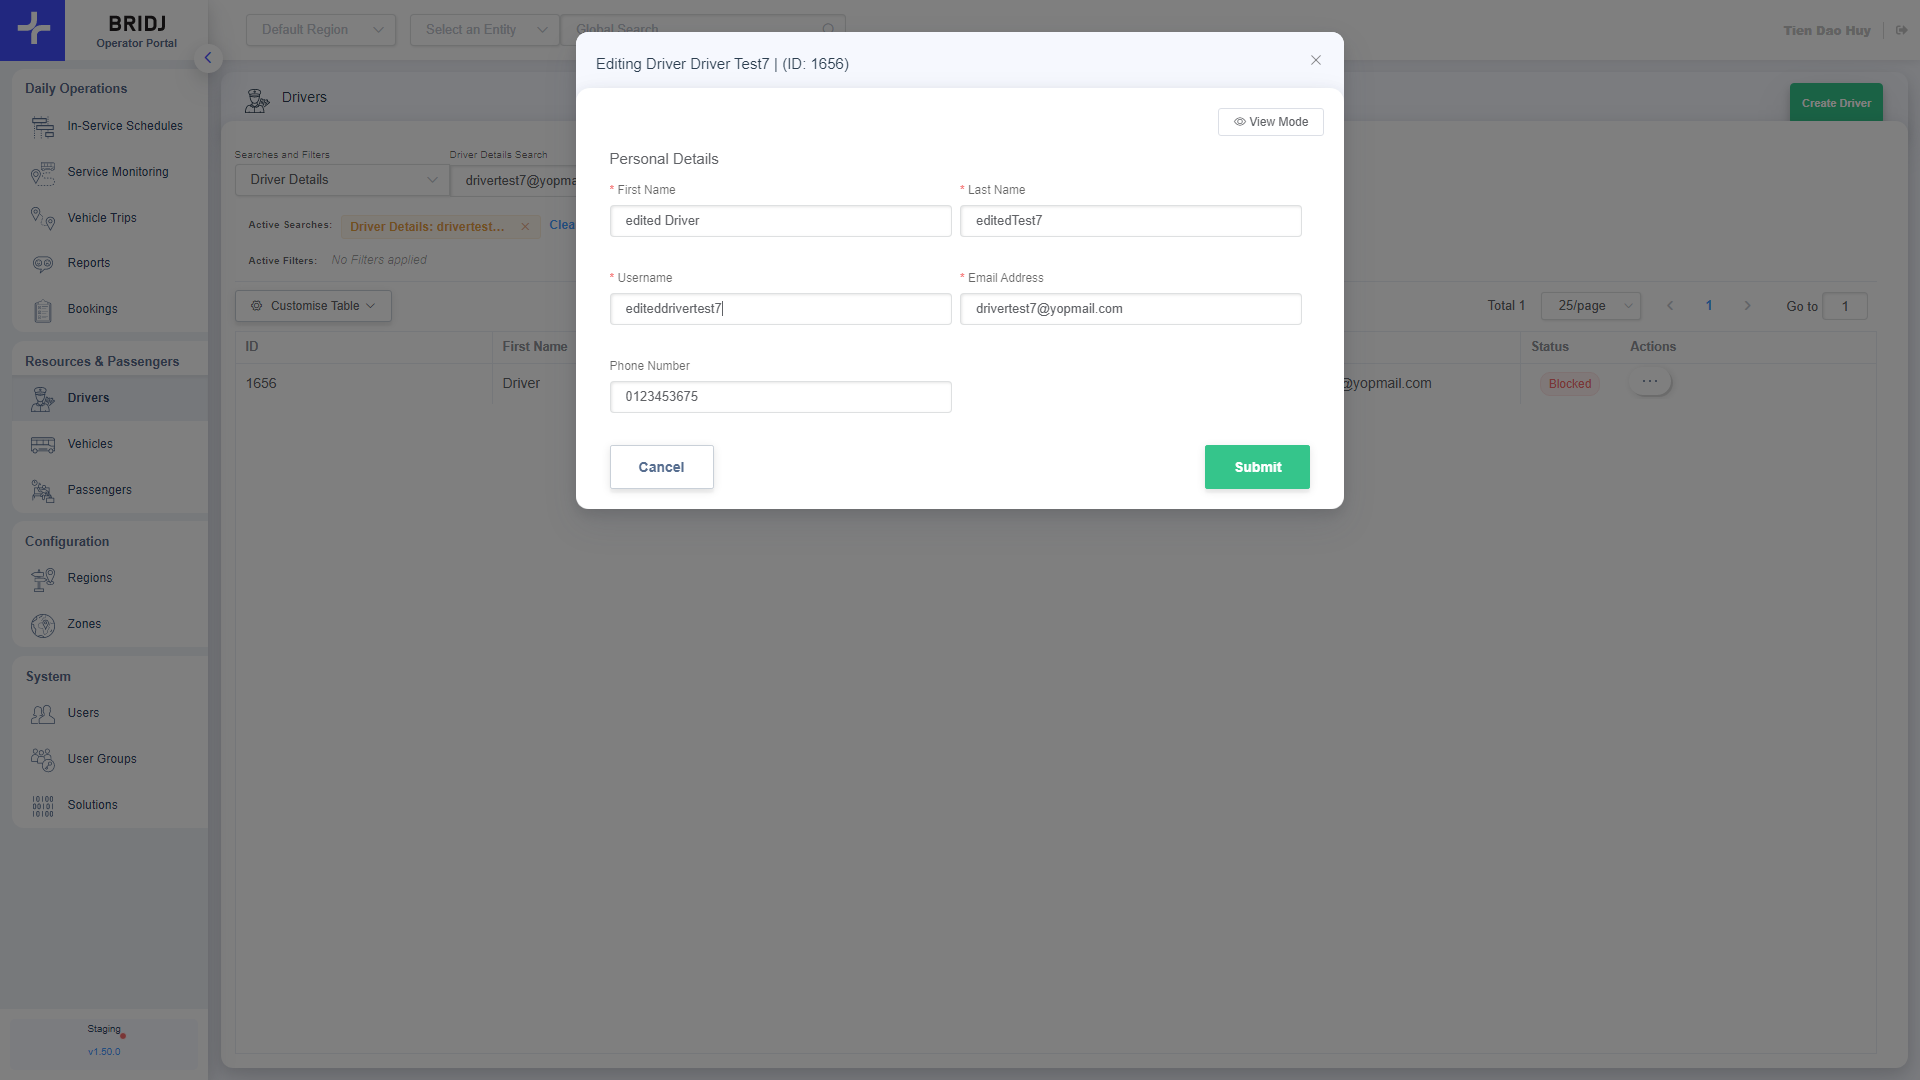 BRIDJ
Operator Portal
Default Region
Select an Entity
Global Search
Tien Dao Huy
Daily Operations
In-Service Schedules
Service Monitoring
Vehicle Trips
Reports
Bookings
Resources & Passengers
Drivers
Vehicles
Passengers
Configuration
Regions
Zones
System
Users
User Groups
Solutions
Staging
v1.50.0
Drivers
Create Driver
Searches and Filters
Driver Details Search
Driver Details
drivertest7@yopma
Active Searches:
Driver Details: drivertest...
Clea
Active Filters:
No Filters applied
Customise Table
Total 1
25/page
1
Go to
1
ID
First Name
Status
Actions
1656
Driver
@yopmail.com
Blocked
Editing Driver Driver Test7 | (ID: 1656)
View Mode
Personal Details
* First Name
* Last Name
edited Driver
editedTest7
* Username
* Email Address
editeddrivertest7
drivertest7@yopmail.com
Phone Number
0123453675
Cancel
Submit